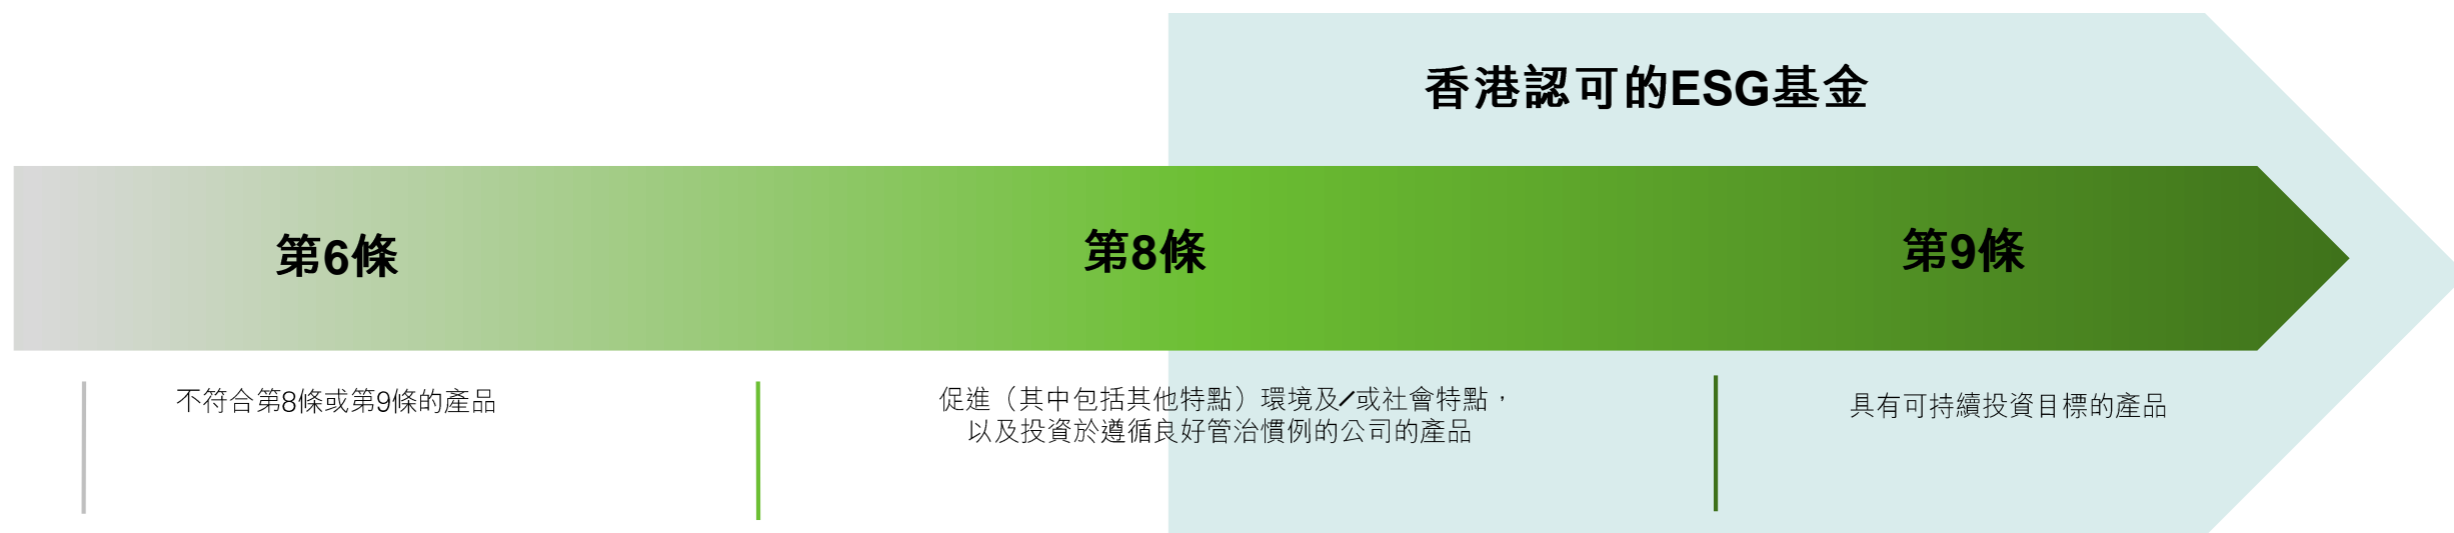 香港認可的ESG基金
第6條
第8條
第9條
不符合第8條或第9條的產品
促進（其中包括其他特點）環境及／或社會特點，
以及投資於遵循良好管治慣例的公司的產品
具有可持續投資目標的產品